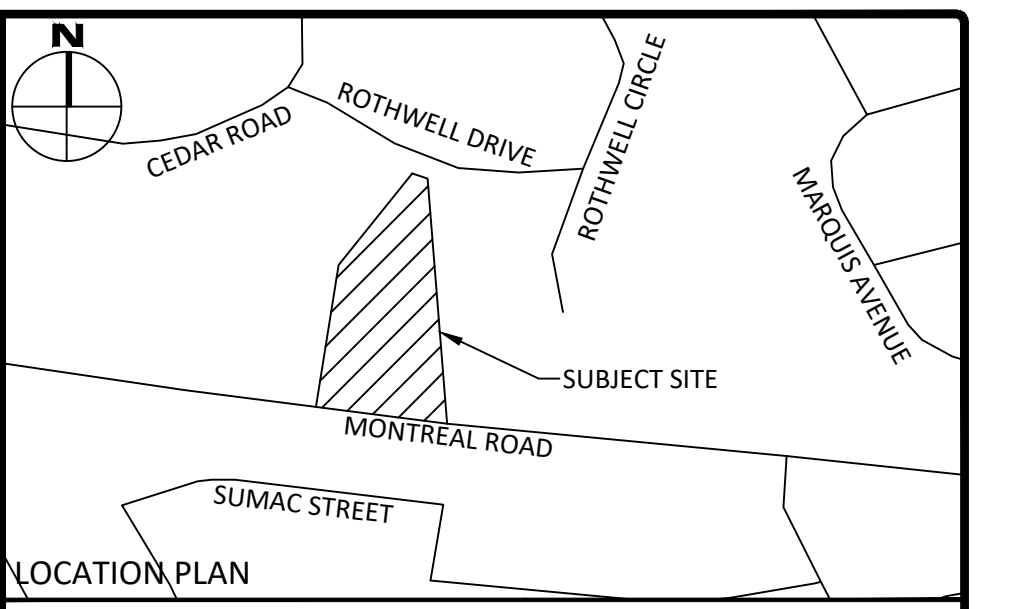 N
CEDAR ROAD
ROTHWELL DRIVE
ROTHWELL CIRCLE
MARQUIS AVENUE
SUBJECT SITE
MONTREAL ROAD
SUMAC STREET
LOCATION PLAN